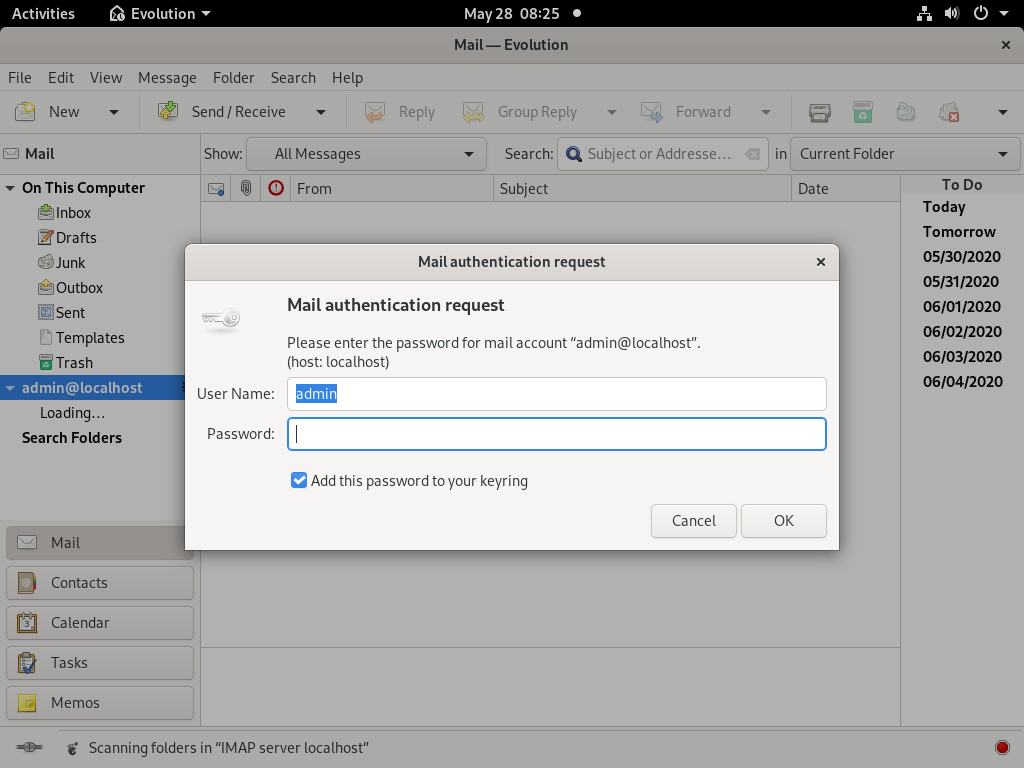 Activities Evolution May 28 08:25
Mail — Evolution
File Edit View Message Folder Search Help
New Send / Receive Reply Group Reply Forward
Mail Show: All Messages Search: Subject or Addresse… in Current Folder
From Subject Date
To Do
Today
Tomorrow
05/30/2020
05/31/2020
06/01/2020
06/02/2020
06/03/2020
06/04/2020
On This Computer
Inbox
Drafts
Junk
Outbox
Sent
Templates
Trash
admin@localhost
Loading…
Search Folders
Mail authentication request
Mail authentication request
Please enter the password for mail account “admin@localhost”.
(host: localhost)
User Name: admin
Password:
Add this password to your keyring
Cancel OK
Mail
Contacts
Calendar
Tasks
Memos
Scanning folders in “IMAP server localhost”